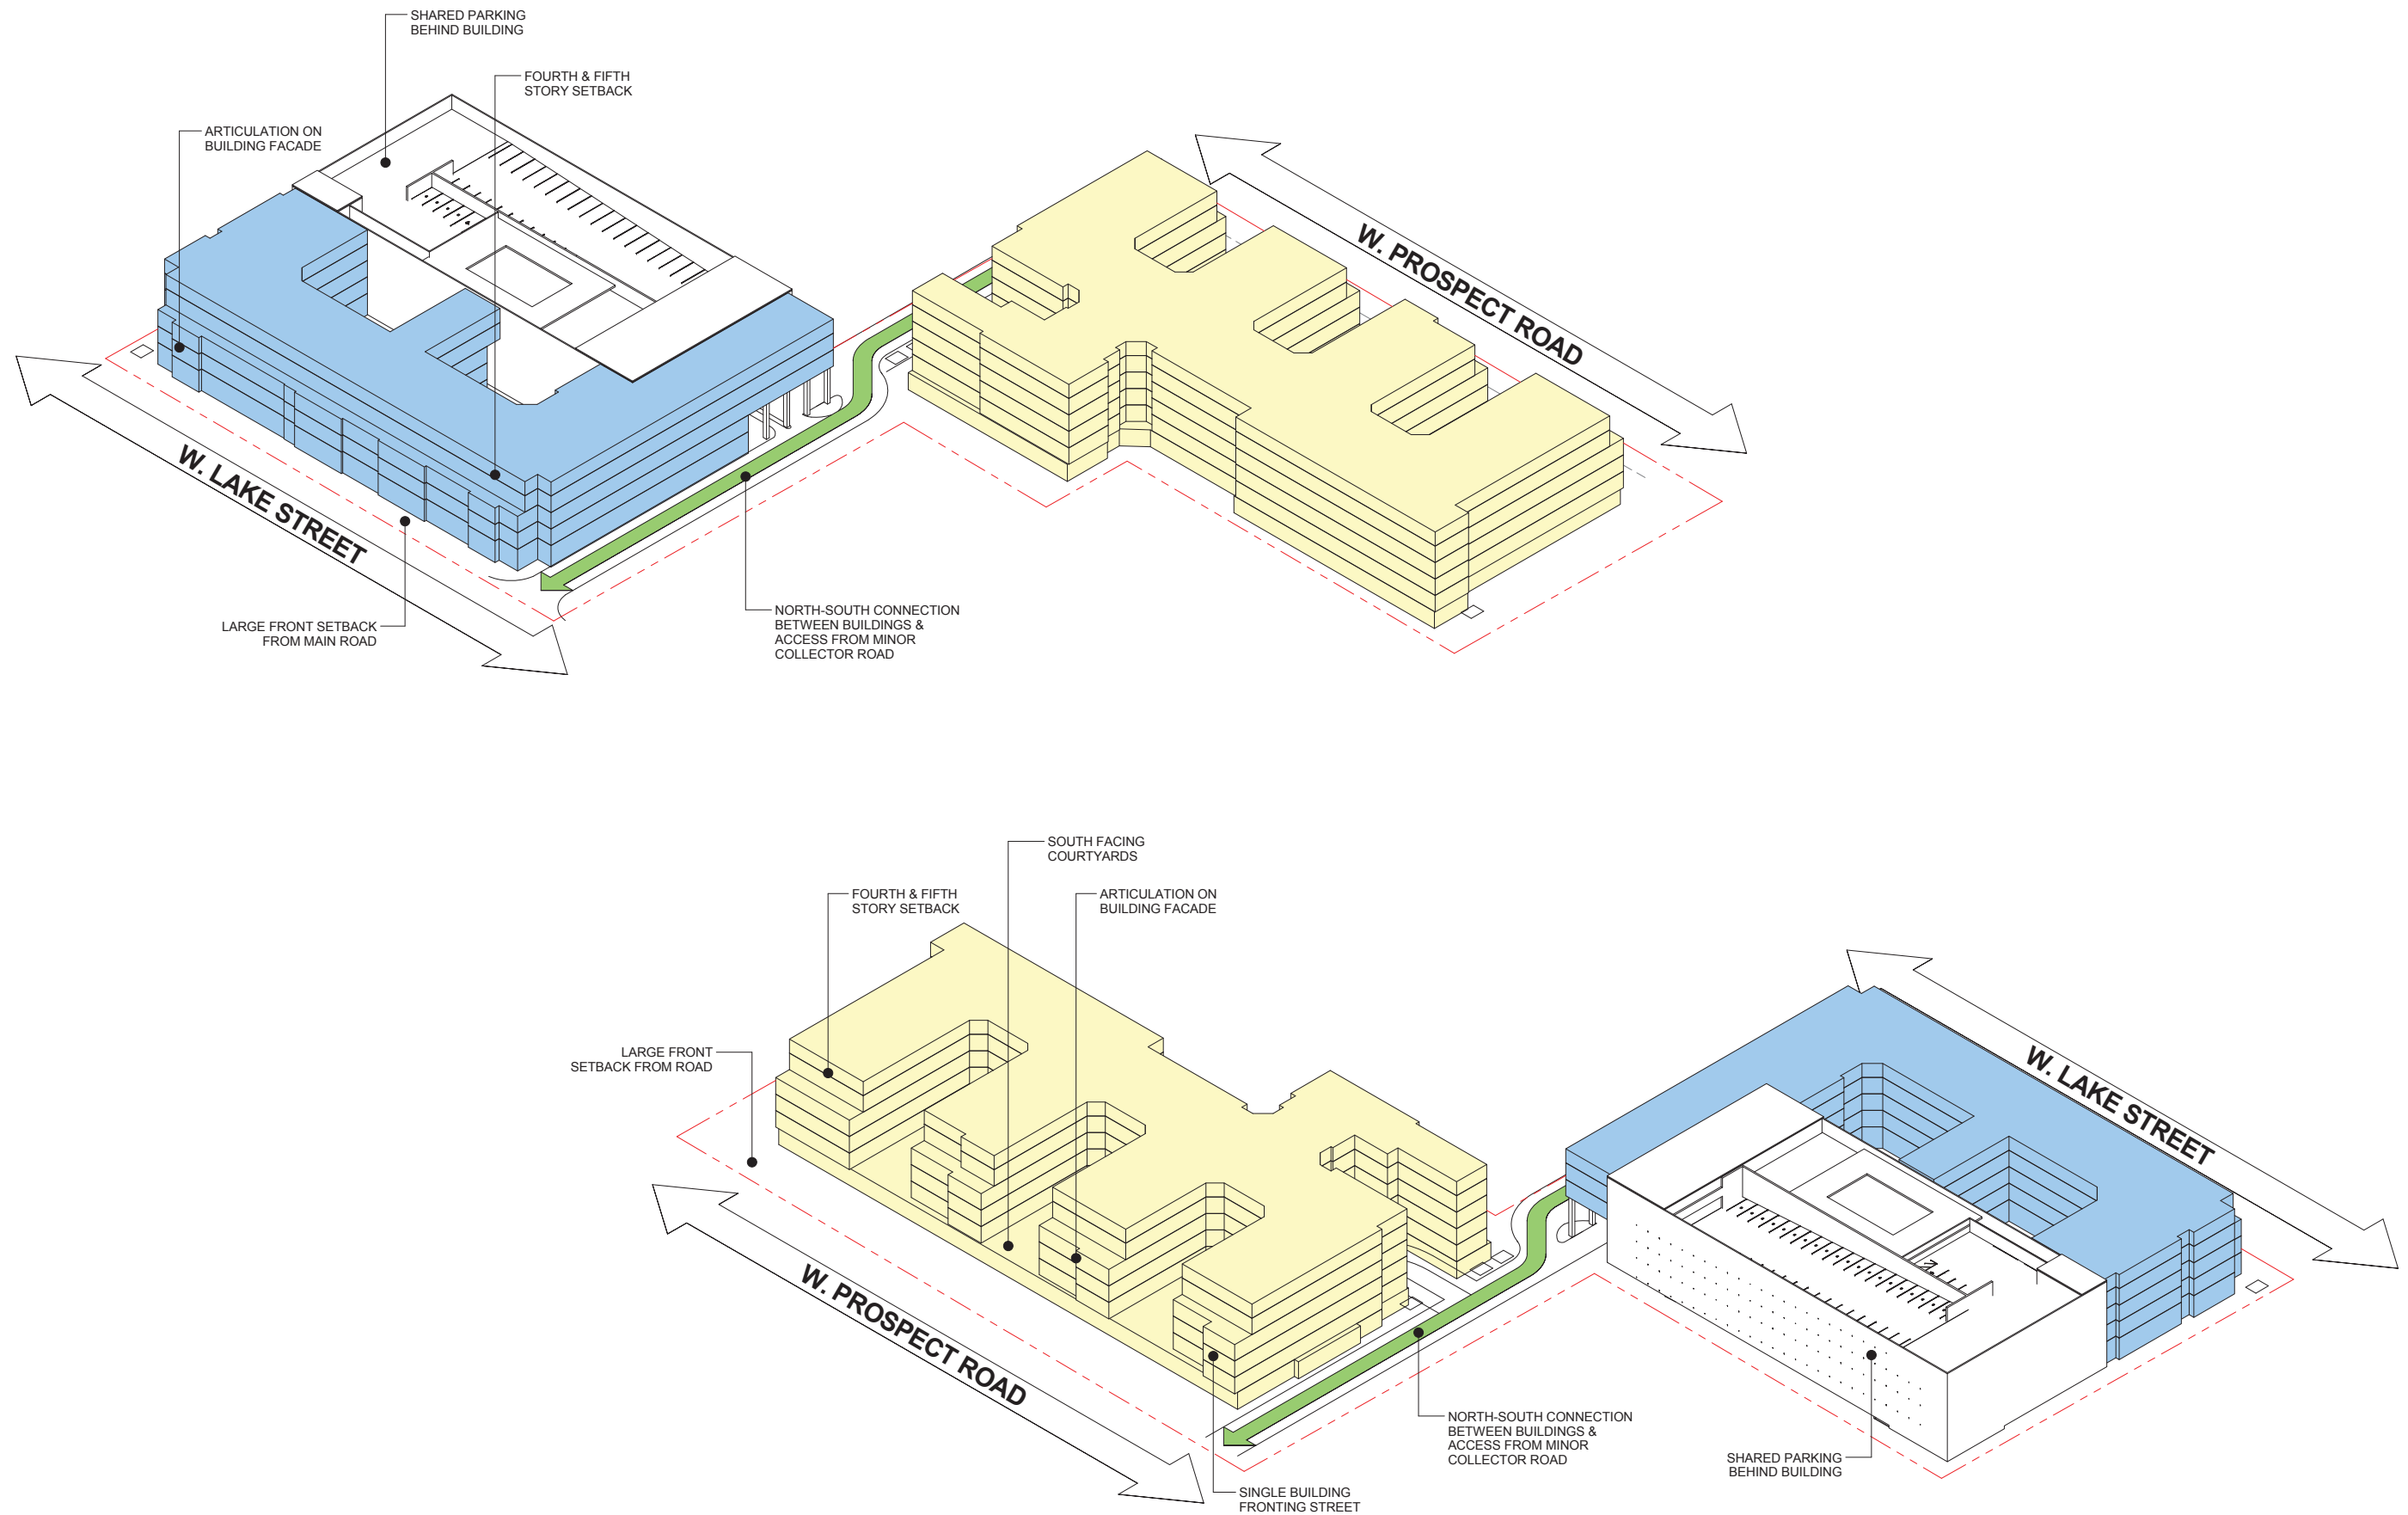 SHARED PARKING
BEHIND BUILDING
FOURTH & FIFTH
STORY SETBACK
ARTICULATION ON
BUILDING FACADE
W. PROSPECT ROAD
W. LAKE STREET
LARGE FRONT SETBACK
FROM MAIN ROAD
NORTH-SOUTH CONNECTION
BETWEEN BUILDINGS &
ACCESS FROM MINOR
COLLECTOR ROAD
SOUTH FACING
COURTYARDS
FOURTH & FIFTH
STORY SETBACK
ARTICULATION ON
BUILDING FACADE
LARGE FRONT
SETBACK FROM ROAD
W. LAKE STREET
W. PROSPECT ROAD
NORTH-SOUTH CONNECTION
BETWEEN BUILDINGS &
ACCESS FROM MINOR
COLLECTOR ROAD
SHARED PARKING
BEHIND BUILDING
SINGLE BUILDING
FRONTING STREET